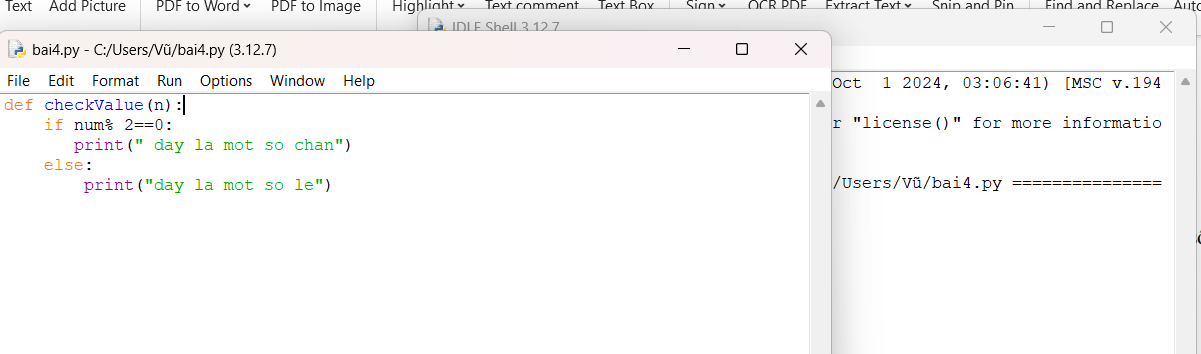 Text Add Picture PDF to Word PDF to Image Highlight Text comment Text Box Sign OCR PDF Extract Text Snip and Pin Find and Replace
IDLE Shell 3.12.7
bai4.py - C:/Users/Vũ/bai4.py (3.12.7)
File Edit Format Run Options Window Help
def checkValue(n):
    if num% 2==0:
       print(" day la mot so chan")
    else:
        print("day la mot so le")
Oct  1 2024, 03:06:41) [MSC v.194
r "license()" for more informatio
/Users/Vũ/bai4.py ===============